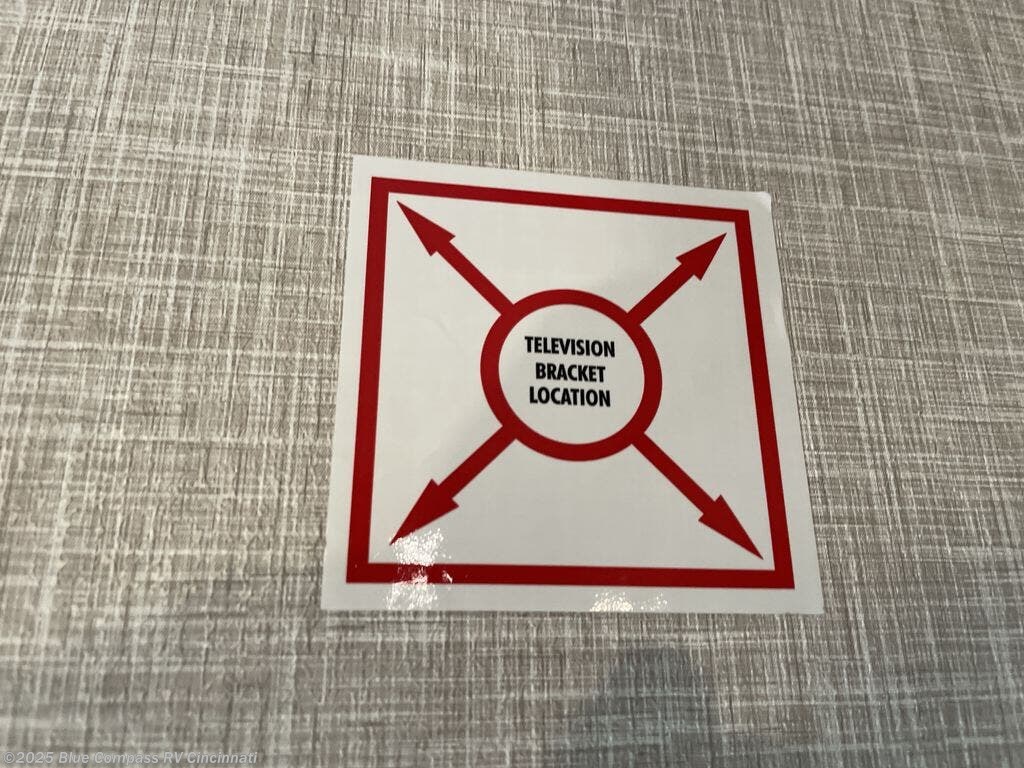 TELEVISION
BRACKET
LOCATION
©2025 Blue Compass RV Cincinnati